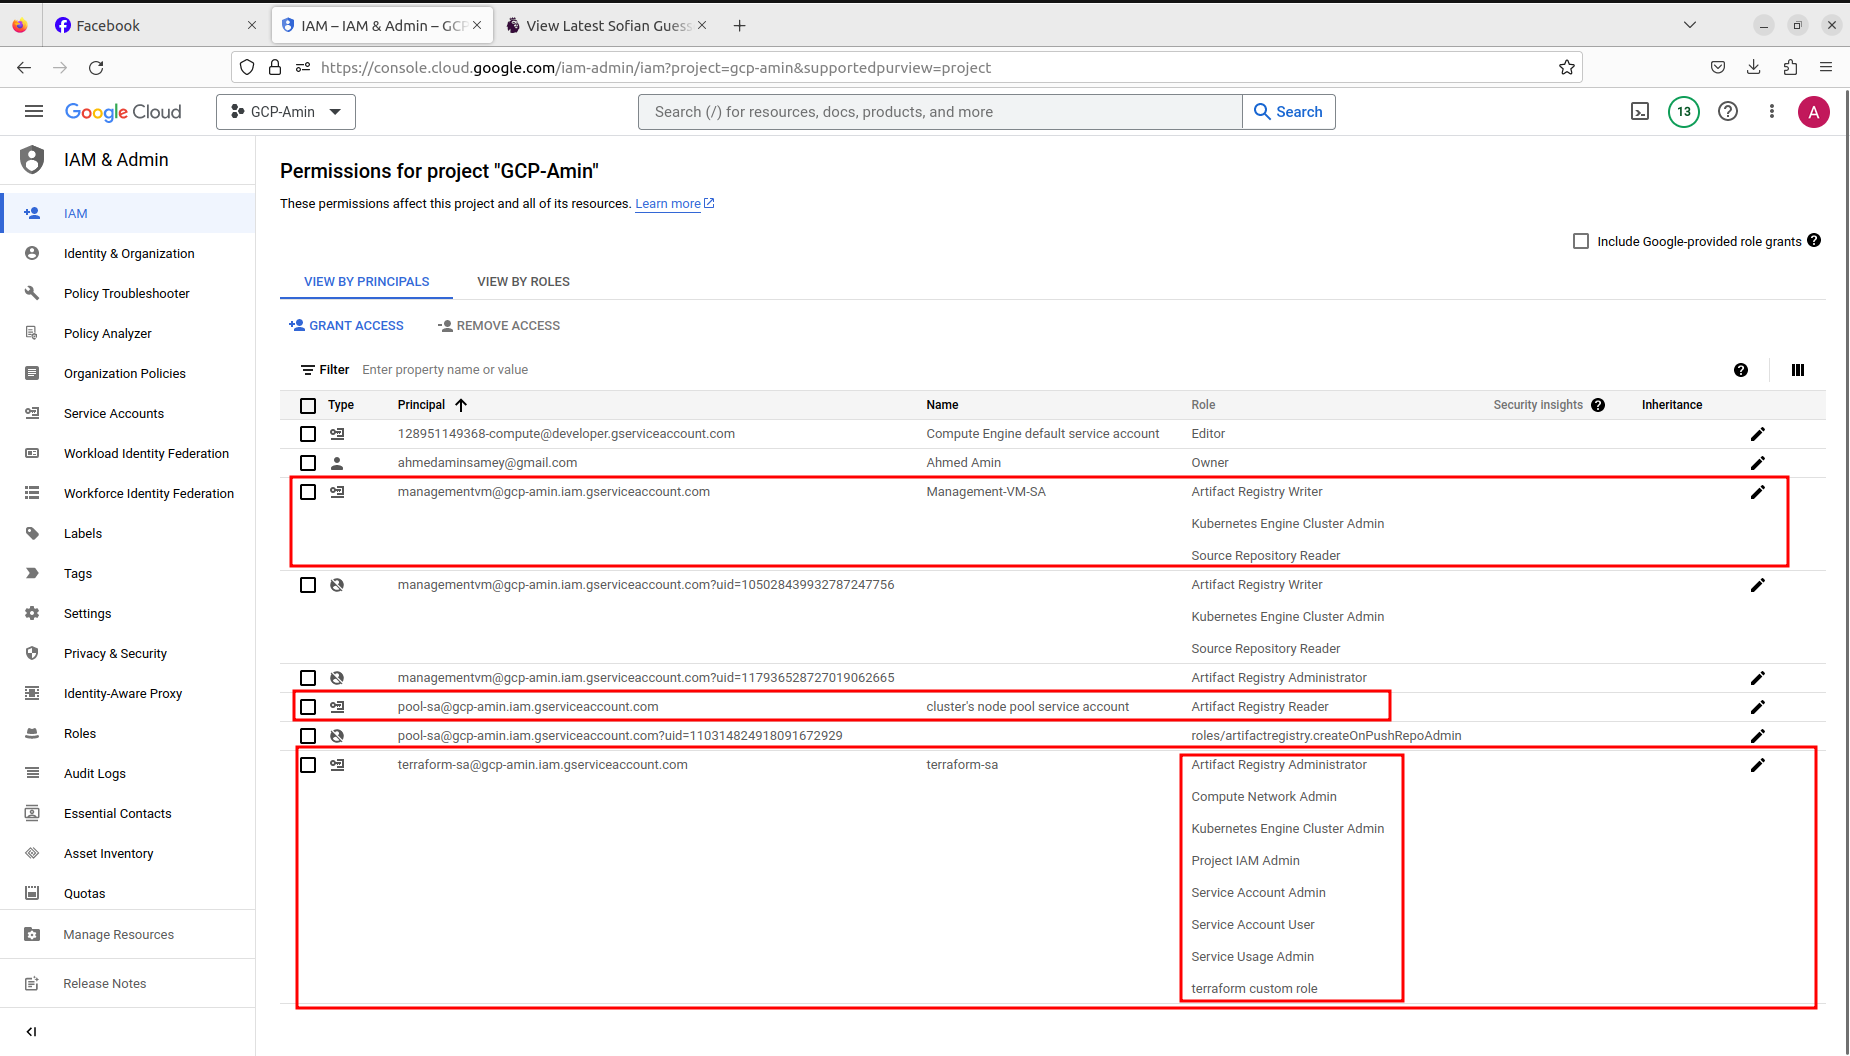 Facebook
IAM – IAM & Admin – GCP
View Latest Sofian Guess
https://console.cloud.google.com/iam-admin/iam?project=gcp-amin&supportedpurview=project
Google Cloud
GCP-Amin
Search (/) for resources, docs, products, and more
Search
13
A
IAM & Admin
IAM
Identity & Organization
Policy Troubleshooter
Policy Analyzer
Organization Policies
Service Accounts
Workload Identity Federation
Workforce Identity Federation
Labels
Tags
Settings
Privacy & Security
Identity-Aware Proxy
Roles
Audit Logs
Essential Contacts
Asset Inventory
Quotas
Manage Resources
Release Notes
Permissions for project "GCP-Amin"
These permissions affect this project and all of its resources. Learn more
Include Google-provided role grants
VIEW BY PRINCIPALS VIEW BY ROLES
GRANT ACCESS REMOVE ACCESS
Filter Enter property name or value
Type Principal Name Role Security insights Inheritance
128951149368-compute@developer.gserviceaccount.com Compute Engine default service account Editor
ahmedaminsamey@gmail.com Ahmed Amin Owner
managementvm@gcp-amin.iam.gserviceaccount.com Management-VM-SA Artifact Registry Writer
Kubernetes Engine Cluster Admin
Source Repository Reader
managementvm@gcp-amin.iam.gserviceaccount.com?uid=105028439932787247756 Artifact Registry Writer
Kubernetes Engine Cluster Admin
Source Repository Reader
managementvm@gcp-amin.iam.gserviceaccount.com?uid=117936528727019062665 Artifact Registry Administrator
pool-sa@gcp-amin.iam.gserviceaccount.com cluster's node pool service account Artifact Registry Reader
pool-sa@gcp-amin.iam.gserviceaccount.com?uid=110314824918091672929 roles/artifactregistry.createOnPushRepoAdmin
terraform-sa@gcp-amin.iam.gserviceaccount.com terraform-sa Artifact Registry Administrator
Compute Network Admin
Kubernetes Engine Cluster Admin
Project IAM Admin
Service Account Admin
Service Account User
Service Usage Admin
terraform custom role